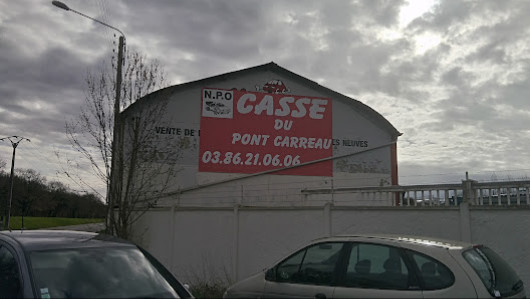 N.P.O
CASSE
DU
PONT CARREAU
03.86.21.06.06
VENTE DE
NEUVES